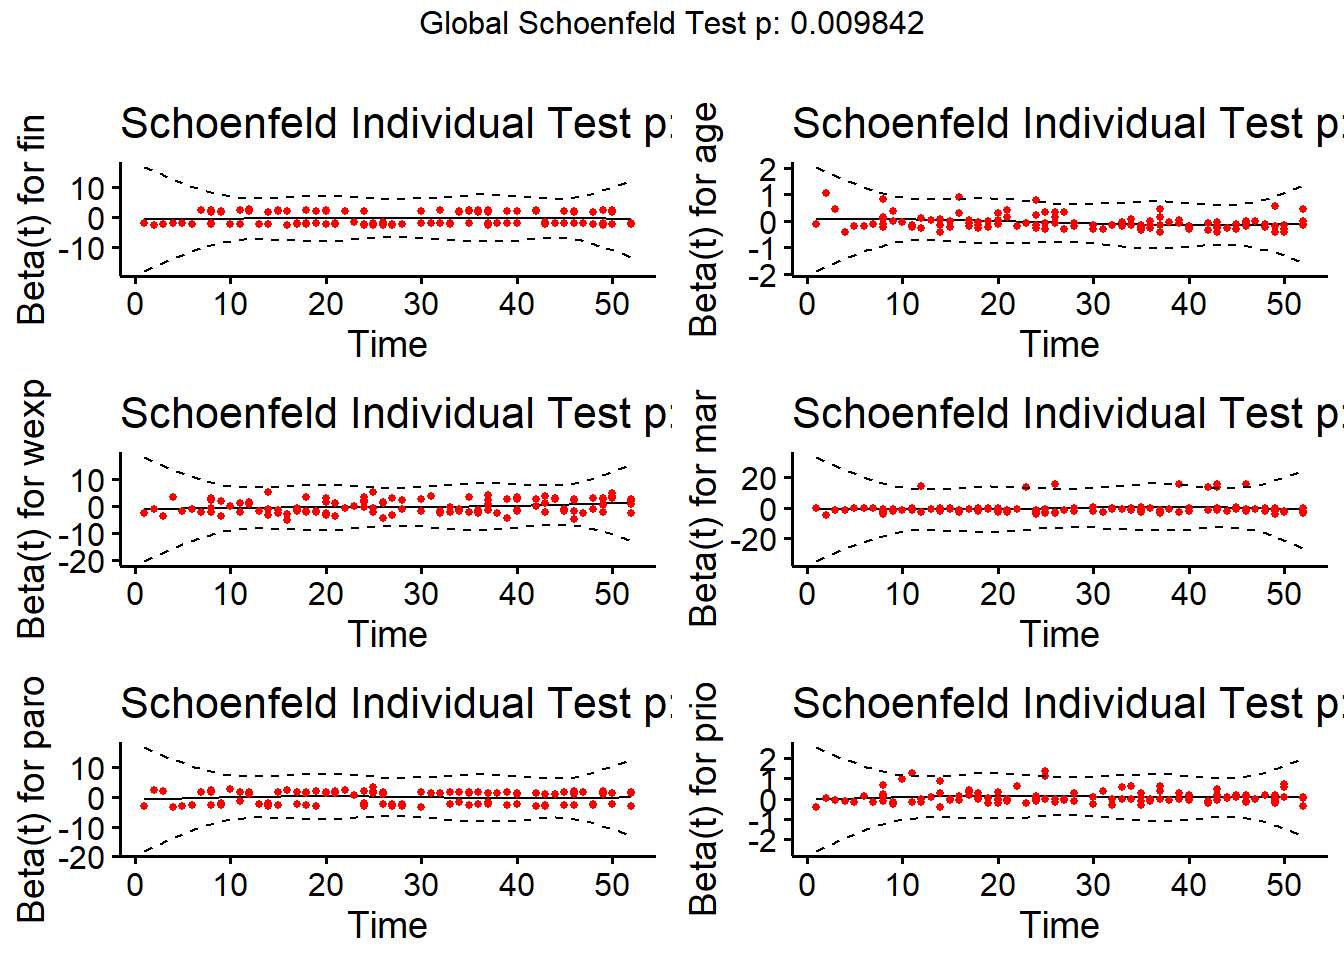 Global Schoenfeld Test p: 0.009842
Schoenfeld Individual Test p:
Beta(t) for fin
10
0
-10
0 10 20 30 40 50
Time
Schoenfeld Individual Test p:
Beta(t) for age
2
1
0
-1
-2
0 10 20 30 40 50
Time
Schoenfeld Individual Test p:
Beta(t) for wexp
10
0
-10
-20
0 10 20 30 40 50
Time
Schoenfeld Individual Test p:
Beta(t) for mar
20
0
-20
0 10 20 30 40 50
Time
Schoenfeld Individual Test p:
Beta(t) for paro
10
0
-10
-20
0 10 20 30 40 50
Time
Schoenfeld Individual Test p:
Beta(t) for prio
2
1
0
-1
-2
0 10 20 30 40 50
Time